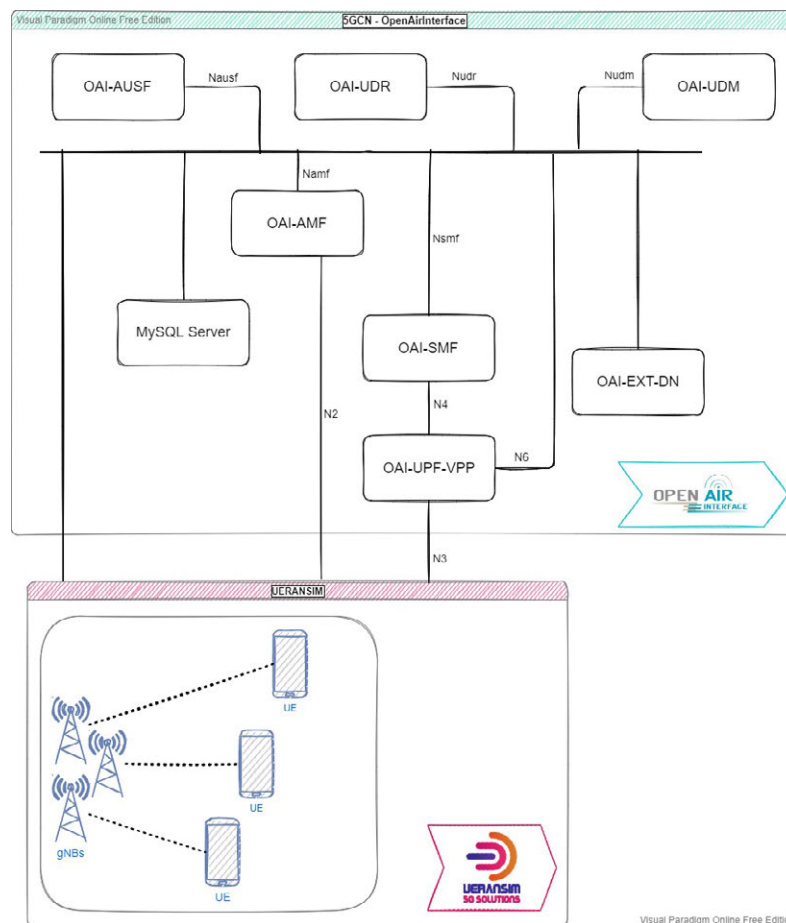 Visual Paradigm Online Free Edition
5GCN - OpenAirInterface
OAI-AUSF
Nausf
OAI-UDR
Nudr
Nudm
OAI-UDM
Namf
OAI-AMF
Nsmf
MySQL Server
OAI-SMF
OAI-EXT-DN
N2
N4
OAI-UPF-VPP
N6
OPEN AIR
INTERFACE
N3
UERANSIM
UE
UE
gNBs
UE
UERANSIM
5G SOLUTIONS
Visual Paradigm Online Free Edition